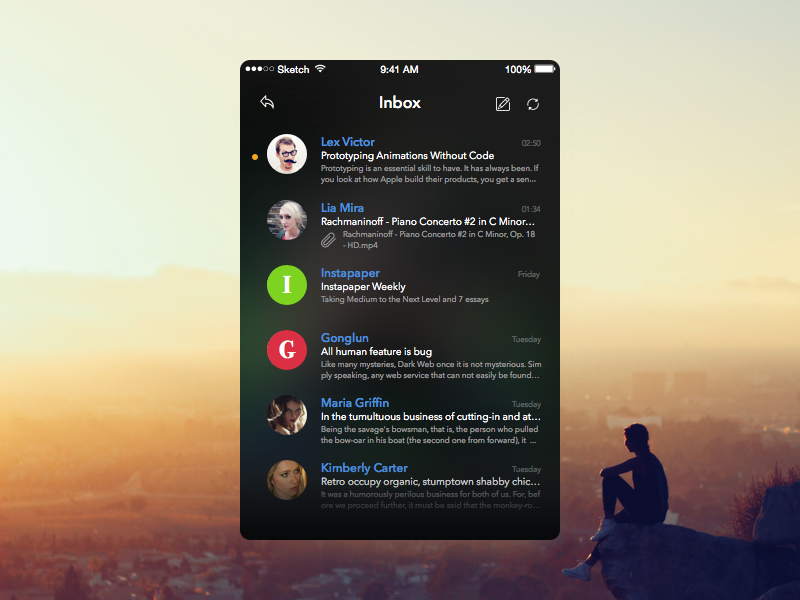 Sketch 9:41 AM 100%
Inbox
Lex Victor 02:50
Prototyping Animations Without Code
Prototyping is an essential skill to have. It has always been. If
you look at how Apple build their products, you get a sen...
Lia Mira 01:34
Rachmaninoff - Piano Concerto #2 in C Minor...
Rachmaninoff - Piano Concerto #2 in C Minor, Op. 18
- HD.mp4
I
Instapaper Friday
Instapaper Weekly
Taking Medium to the Next Level and 7 essays
G
Gonglun Tuesday
All human feature is bug
Like many mysteries, Dark Web once it is not mysterious. Sim
ply speaking, any web service that can not easily be found...
Maria Griffin Tuesday
In the tumultuous business of cutting-in and at...
Being the savage's bowsman, that is, the person who pulled
the bow-oar in his boat (the second one from forward), it ...
Kimberly Carter Tuesday
Retro occupy organic, stumptown shabby chic...
It was a humorously perilous business for both of us. For, bef
ore we proceed further, it must be said that the monkey-ro...